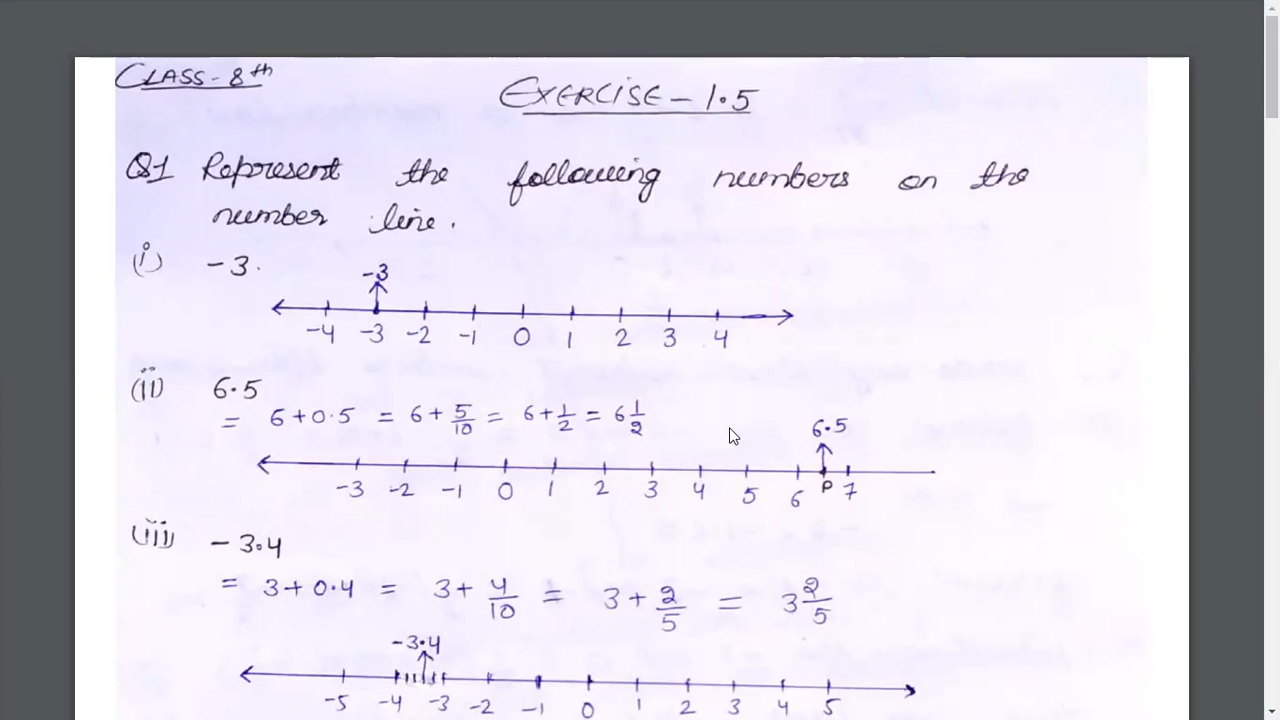 CLASS-8th
EXERCISE-1.5
Q1 Represent the following numbers on the
number line.
(i) -3.
-3
-4 -3 -2 -1 0 1 2 3 4
(ii) 6.5
= 6+0.5 = 6+5/10 = 6+1/2 = 6 1/2
6.5
-3 -2 -1 0 1 2 3 4 5 6 P 7
(iii) -3.4
= 3+0.4 = 3+4/10 = 3+2/5 = 3 2/5
-3.4
-5 -4 -3 -2 -1 0 1 2 3 4 5